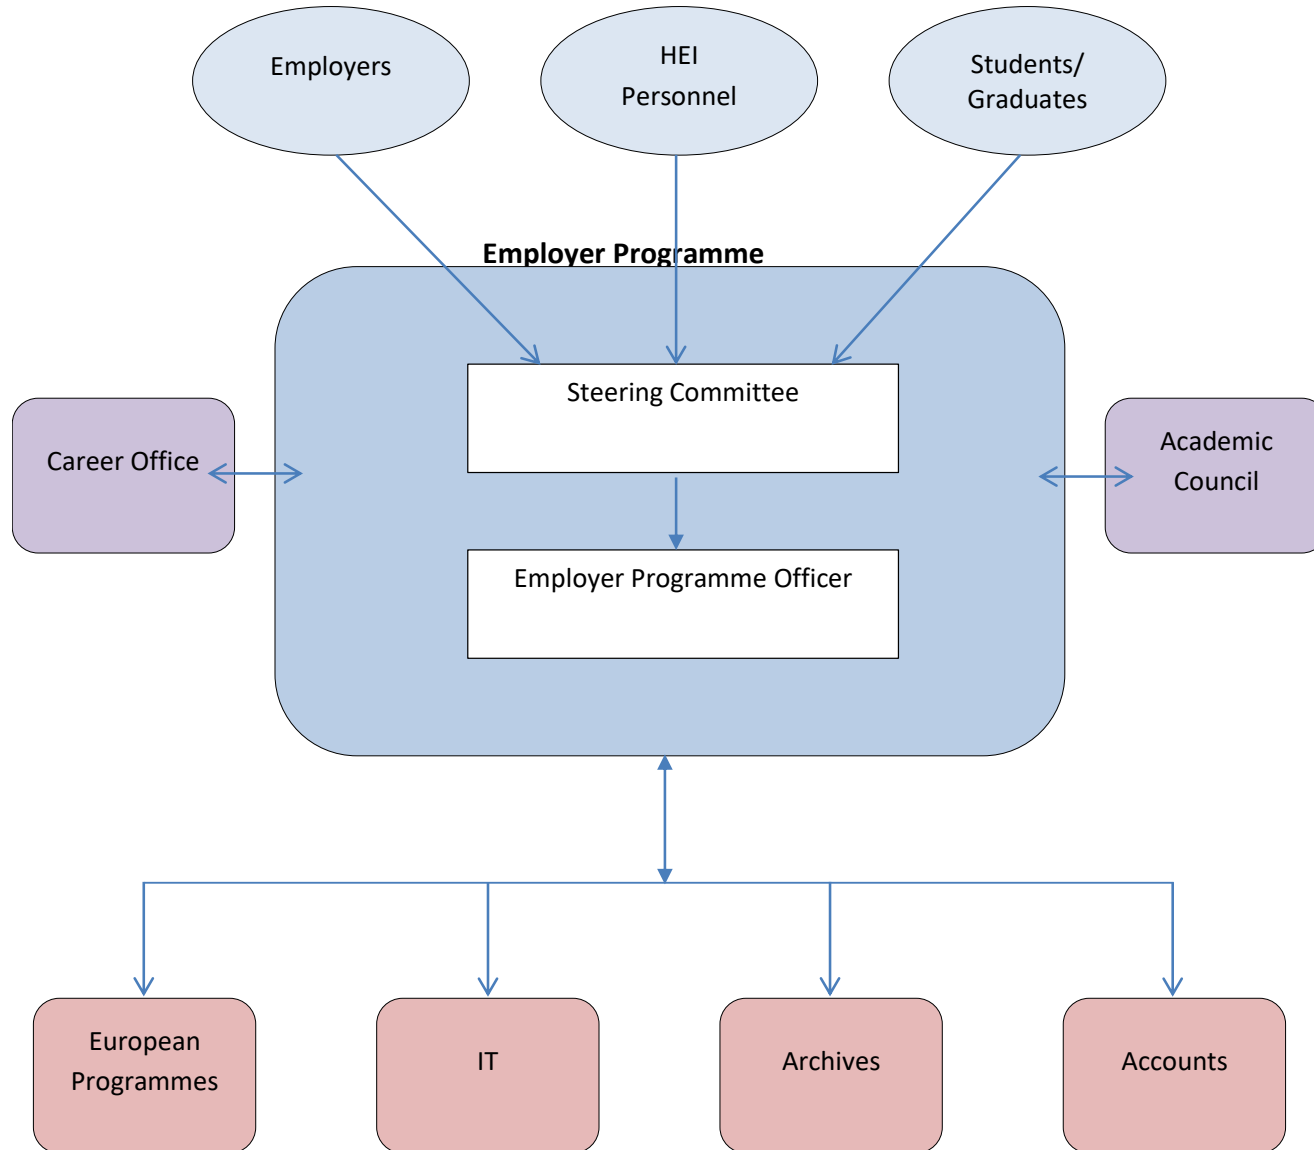 Employers
HEI
Personnel
Students/
Graduates
Employer Programme
Steering Committee
Career Office
Academic
Council
Employer Programme Officer
European
Programmes
IT
Archives
Accounts